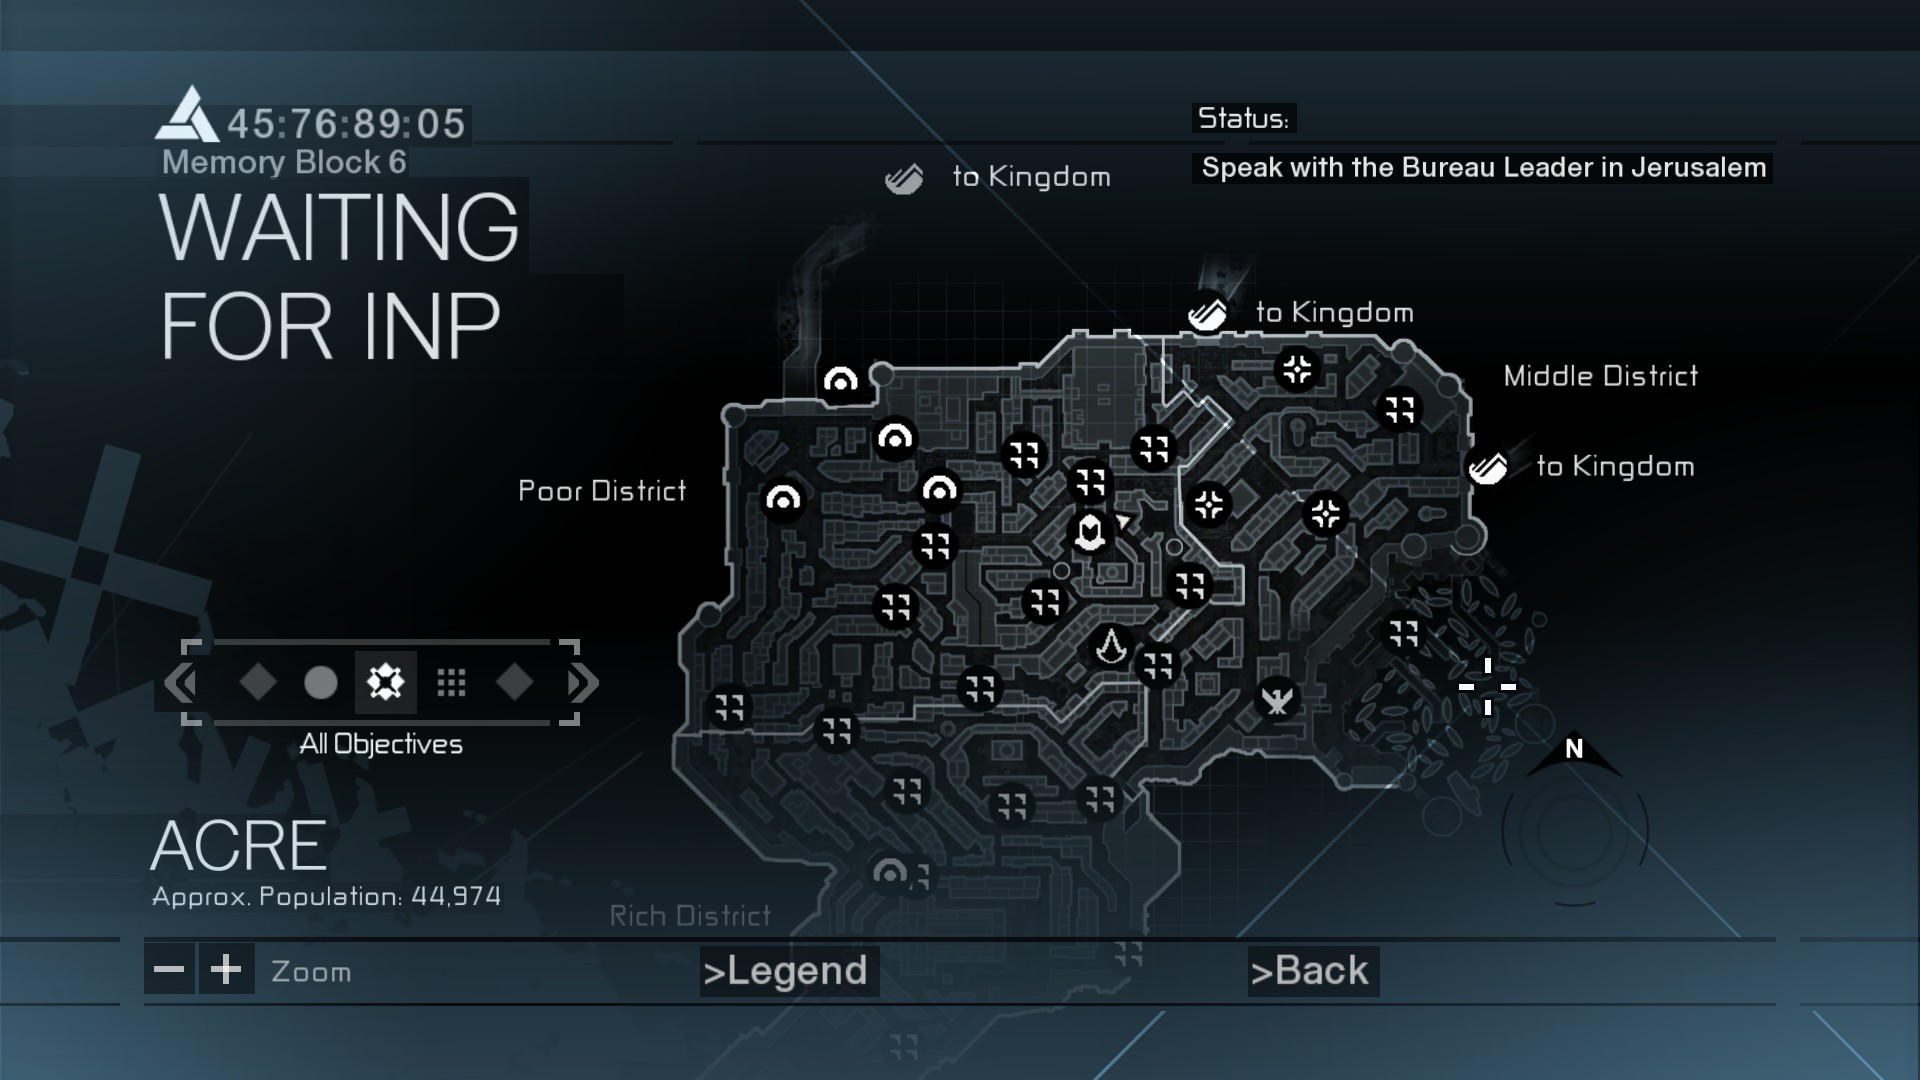 45:76:89:05
Memory Block 6
WAITING
FOR INP
Status:
Speak with the Bureau Leader in Jerusalem
to Kingdom
to Kingdom
Middle District
to Kingdom
Poor District
All Objectives
N
ACRE
Approx. Population: 44,974
Rich District
Zoom
>Legend
>Back